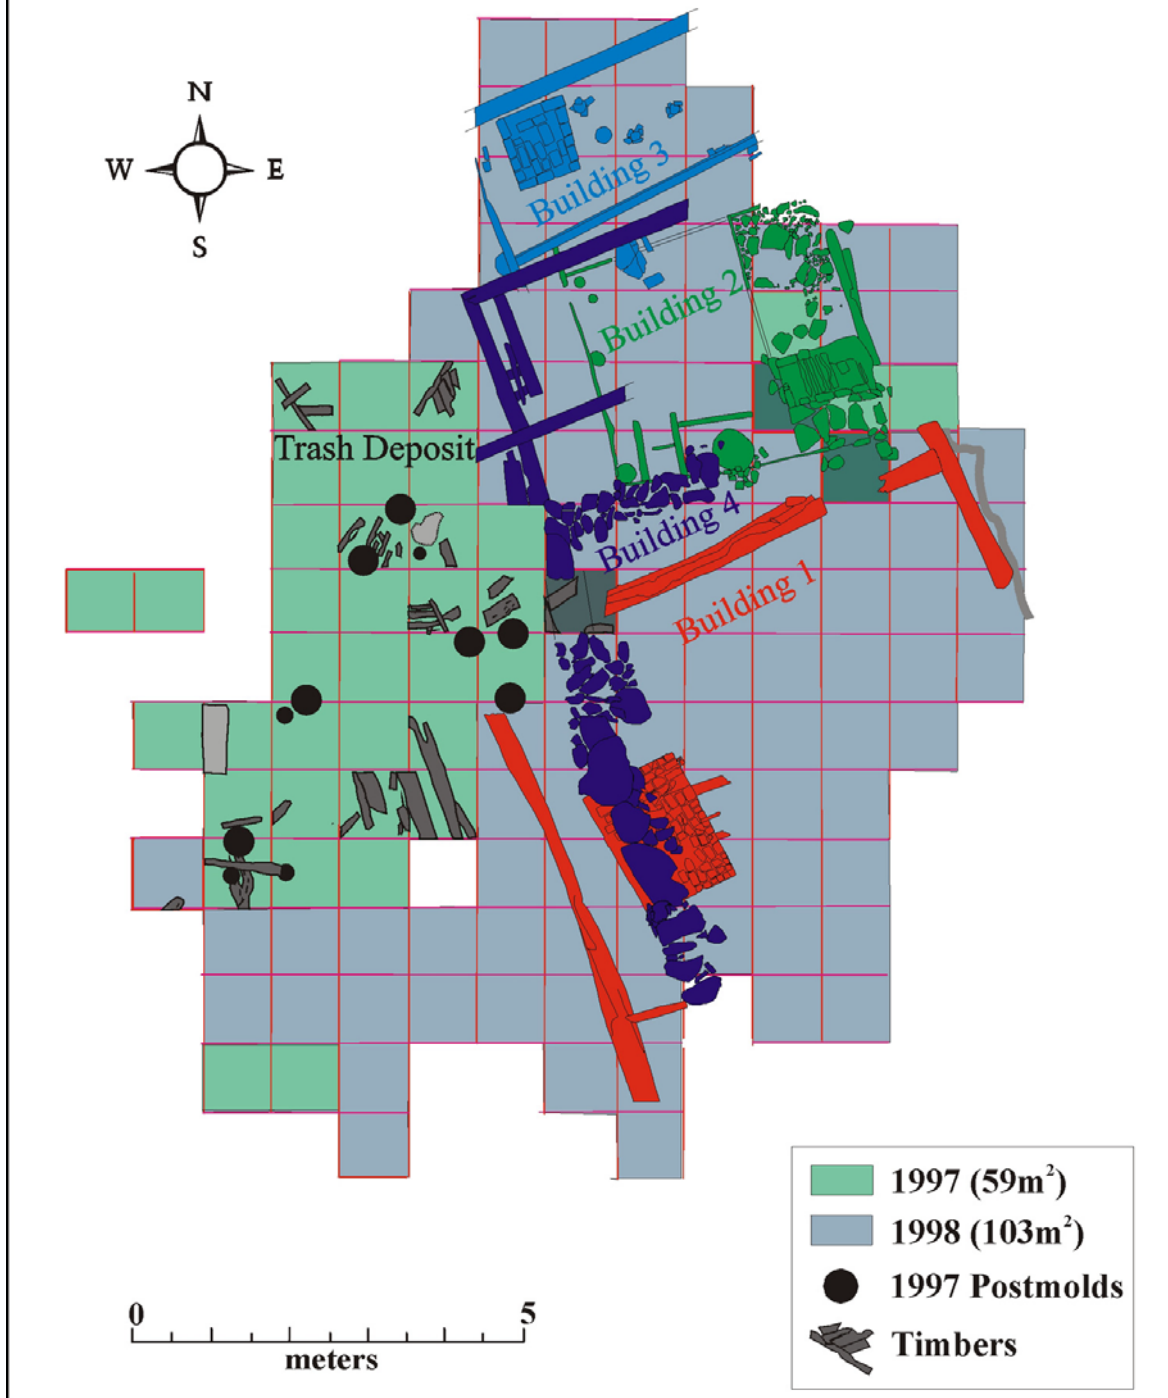 N
W E
S
Building 3
Building 2
Trash Deposit
Building 4
Building 1
1997 (59m²)
1998 (103m²)
1997 Postmolds
Timbers
0 5
meters